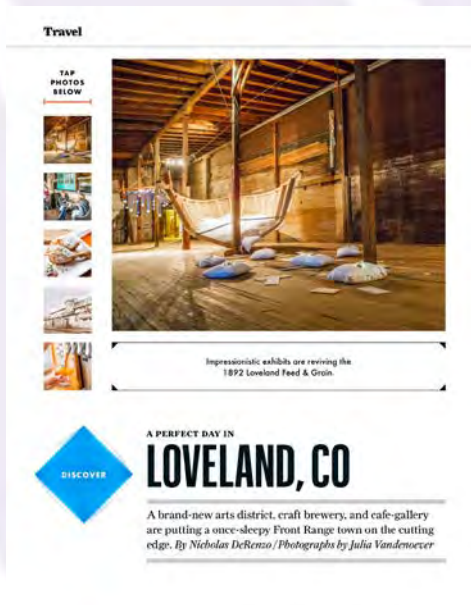 Travel
TAP
PHOTOS
BELOW
Impressionistic exhibits are reviving the
1892 Loveland Feed & Grain.
DISCOVER
A PERFECT DAY IN
LOVELAND, CO
A brand-new arts district, craft brewery, and cafe-gallery
are putting a once-sleepy Front Range town on the cutting
edge. By Nicholas DeRenzo / Photographs by Julia Vandenoever